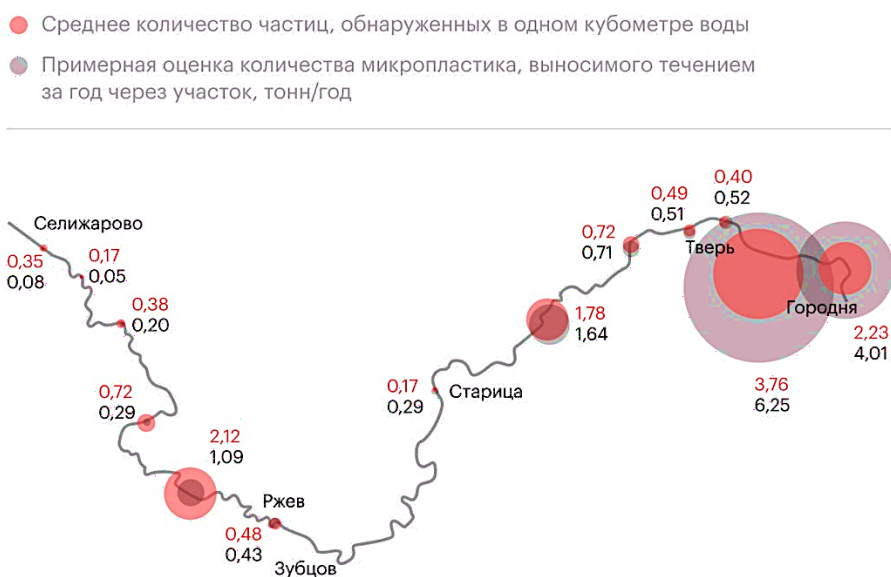 Среднее количество частиц, обнаруженных в одном кубометре воды
Примерная оценка количества микропластика, выносимого течением
за год через участок, тонн/год
Селижарово
0,35
0,08
0,17
0,05
0,38
0,20
0,72
0,29
2,12
1,09
Ржев
0,48
0,43
Зубцов
0,17
0,29
Старица
1,78
1,64
0,72
0,71
0,49
0,51
Тверь
0,40
0,52
3,76
6,25
Городня
2,23
4,01